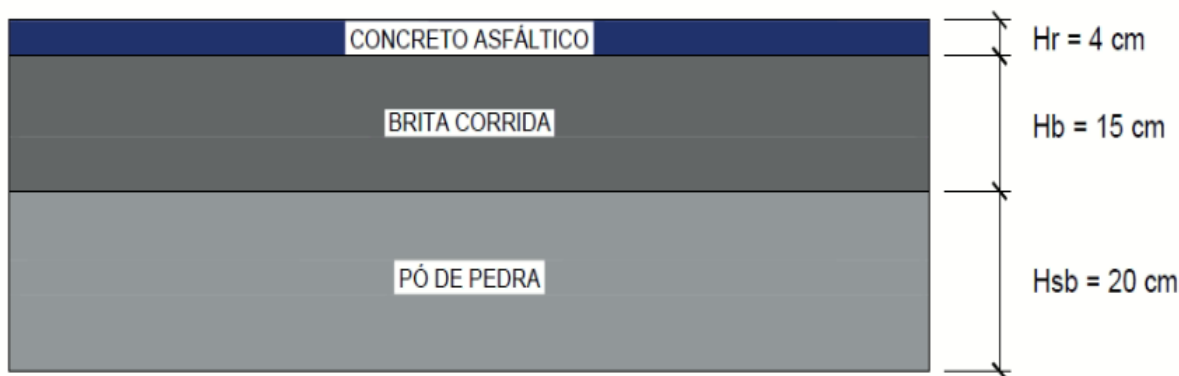 CONCRETO ASFÁLTICO
Hr = 4 cm
BRITA CORRIDA
Hb = 15 cm
PÓ DE PEDRA
Hsb = 20 cm